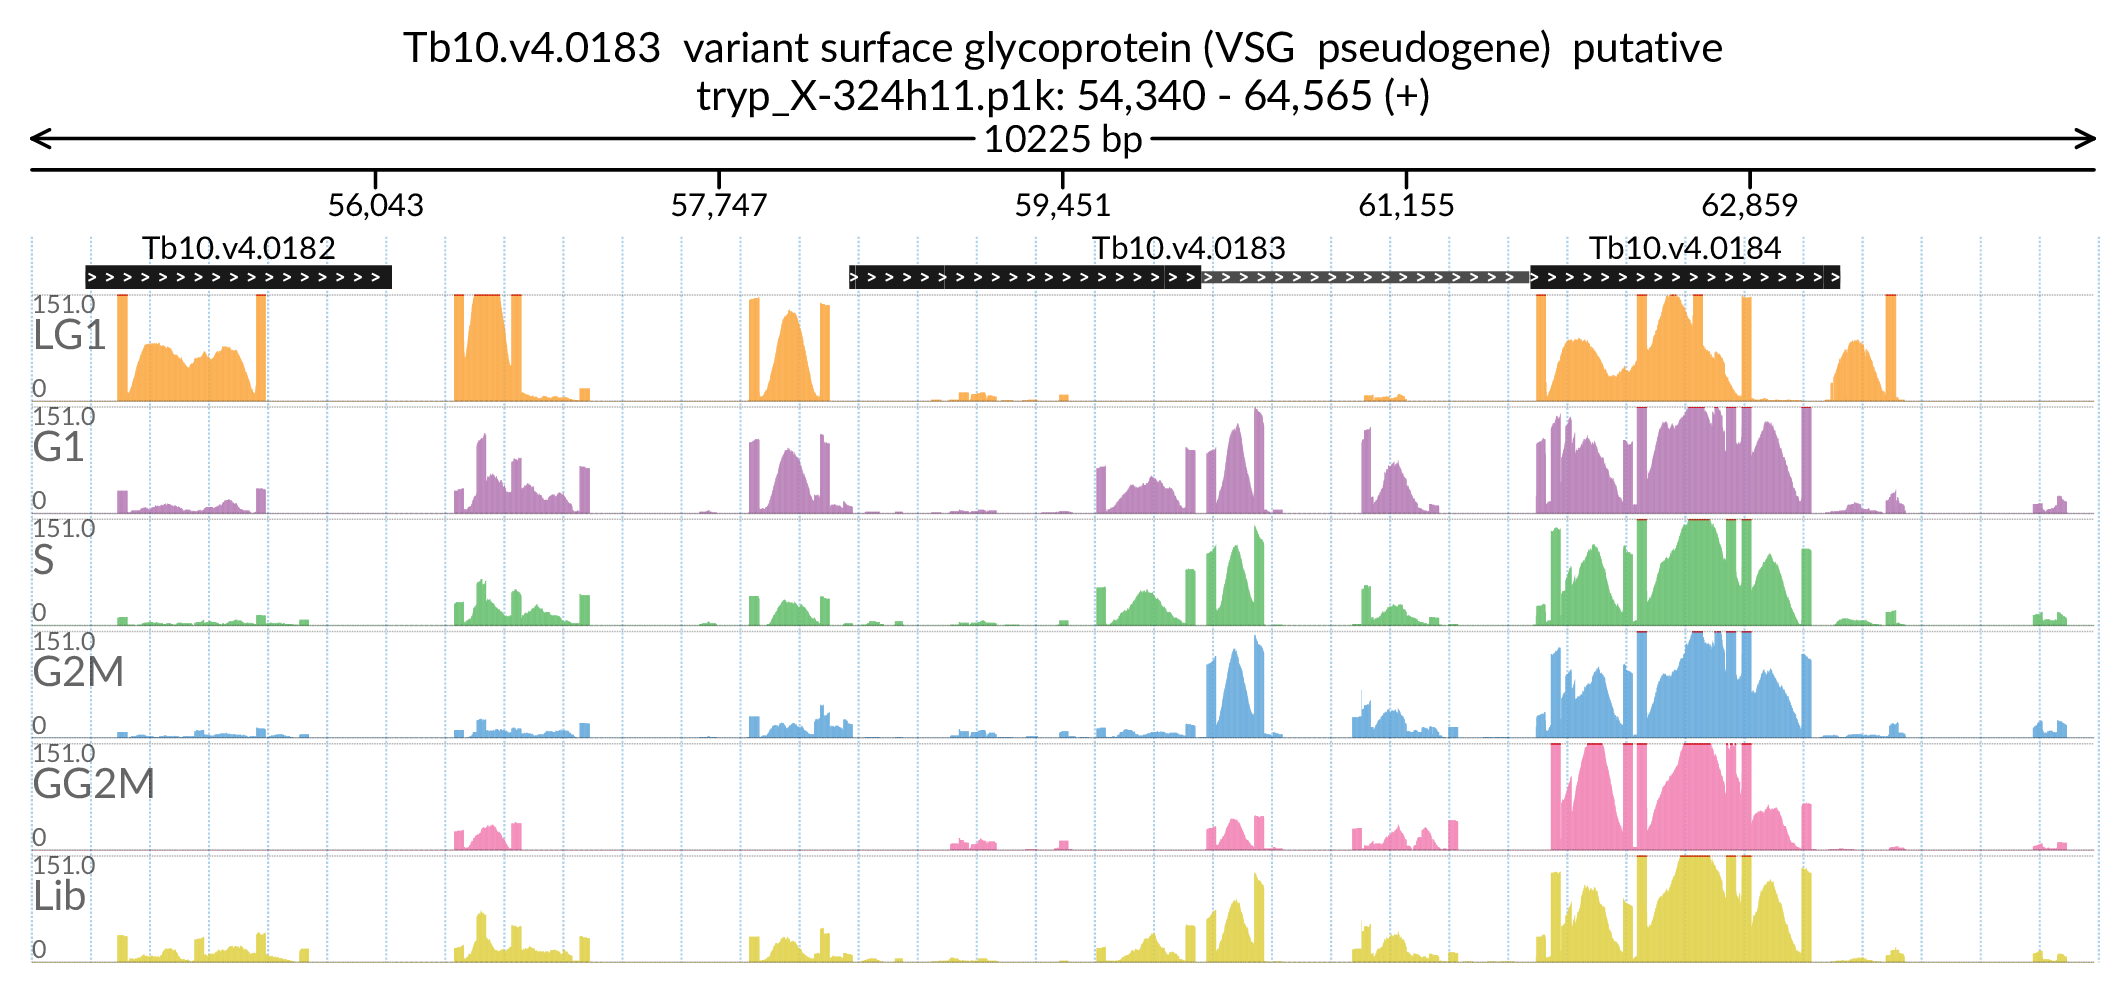 Tb10.v4.0183 variant surface glycoprotein (VSG pseudogene) putative
tryp_X-324h11.p1k: 54,340 - 64,565 (+)
10225 bp
56,043 57,747 59,451 61,155 62,859
Tb10.v4.0182 Tb10.v4.0183 Tb10.v4.0184
151.0
LG1
0
151.0
G1
0
151.0
S
0
151.0
G2M
0
151.0
GG2M
0
151.0
Lib
0